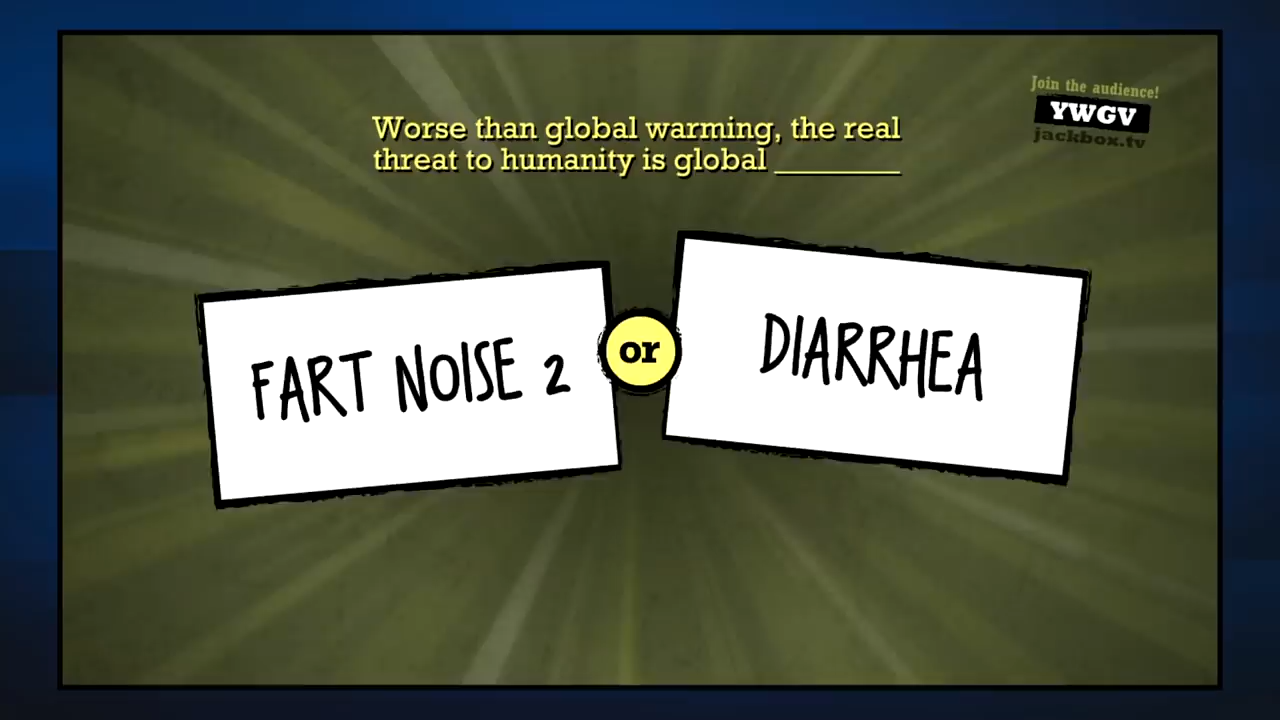 Join the audience!
YWGV
jackbox.tv
Worse than global warming, the real
threat to humanity is global ________
FART NOISE 2
or
DIARRHEA